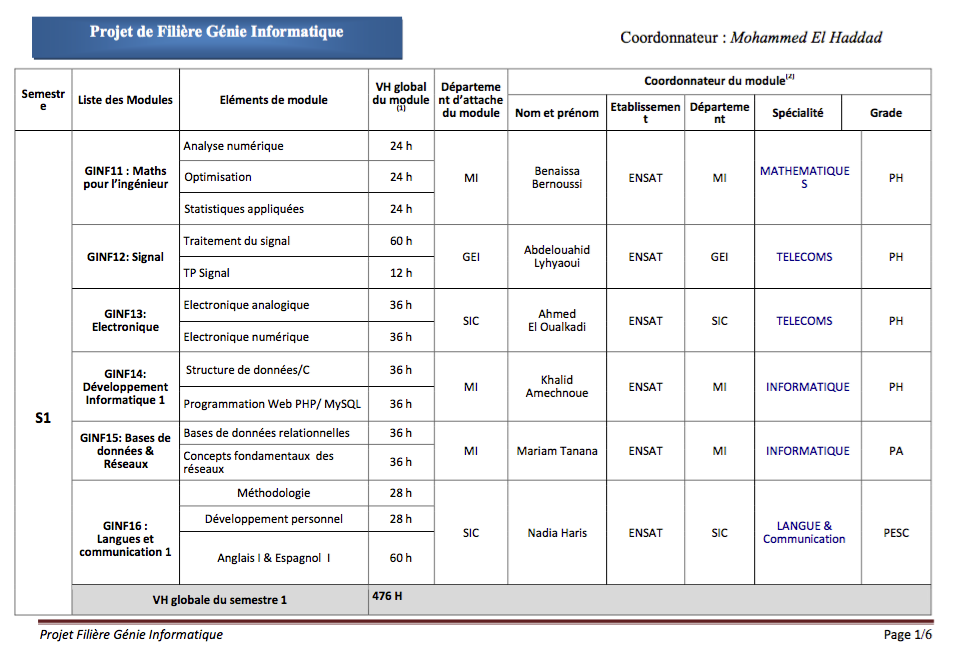 Projet de Filière Génie Informatique
Coordonnateur : Mohammed El Haddad
Semestr
e
Liste des Modules
Eléments de module
VH global
du module
(1)
Départeme
nt d'attache
du module
Coordonnateur du module(2)
Nom et prénom
Etablissemen
t
Départeme
nt
Spécialité
Grade
S1
GINF11 : Maths
pour l'ingénieur
Analyse numérique
24 h
Optimisation
24 h
Statistiques appliquées
24 h
MI
Benaissa
Bernoussi
ENSAT
MI
MATHEMATIQUE
S
PH
GINF12: Signal
Traitement du signal
60 h
TP Signal
12 h
GEI
Abdelouahid
Lyhyaoui
ENSAT
GEI
TELECOMS
PH
GINF13:
Electronique
Electronique analogique
36 h
Electronique numérique
36 h
SIC
Ahmed
El Oualkadi
ENSAT
SIC
TELECOMS
PH
GINF14:
Développement
Informatique 1
Structure de données/C
36 h
Programmation Web PHP/ MySQL
36 h
MI
Khalid
Amechnoue
ENSAT
MI
INFORMATIQUE
PH
GINF15: Bases de
données &
Réseaux
Bases de données relationnelles
36 h
Concepts fondamentaux des
réseaux
36 h
MI
Mariam Tanana
ENSAT
MI
INFORMATIQUE
PA
GINF16 :
Langues et
communication 1
Méthodologie
28 h
Développement personnel
28 h
Anglais I & Espagnol I
60 h
SIC
Nadia Haris
ENSAT
SIC
LANGUE &
Communication
PESC
VH globale du semestre 1
476 H
Projet Filière Génie Informatique
Page 1/6